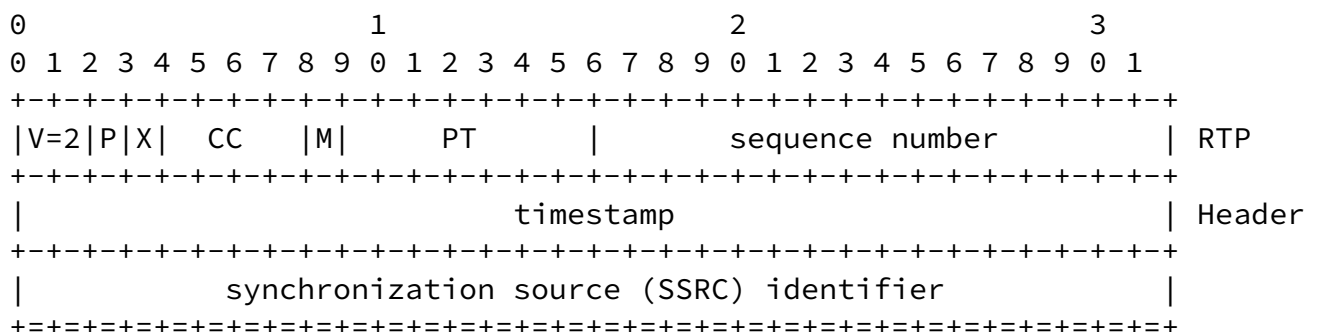 0                   1                   2                   3
0 1 2 3 4 5 6 7 8 9 0 1 2 3 4 5 6 7 8 9 0 1 2 3 4 5 6 7 8 9 0 1
+-+-+-+-+-+-+-+-+-+-+-+-+-+-+-+-+-+-+-+-+-+-+-+-+-+-+-+-+-+-+-+-+
|V=2|P|X|  CC   |M|     PT      |       sequence number         | RTP
+-+-+-+-+-+-+-+-+-+-+-+-+-+-+-+-+-+-+-+-+-+-+-+-+-+-+-+-+-+-+-+-+
|                           timestamp                           | Header
+-+-+-+-+-+-+-+-+-+-+-+-+-+-+-+-+-+-+-+-+-+-+-+-+-+-+-+-+-+-+-+-+
|           synchronization source (SSRC) identifier            |
+=+=+=+=+=+=+=+=+=+=+=+=+=+=+=+=+=+=+=+=+=+=+=+=+=+=+=+=+=+=+=+=+